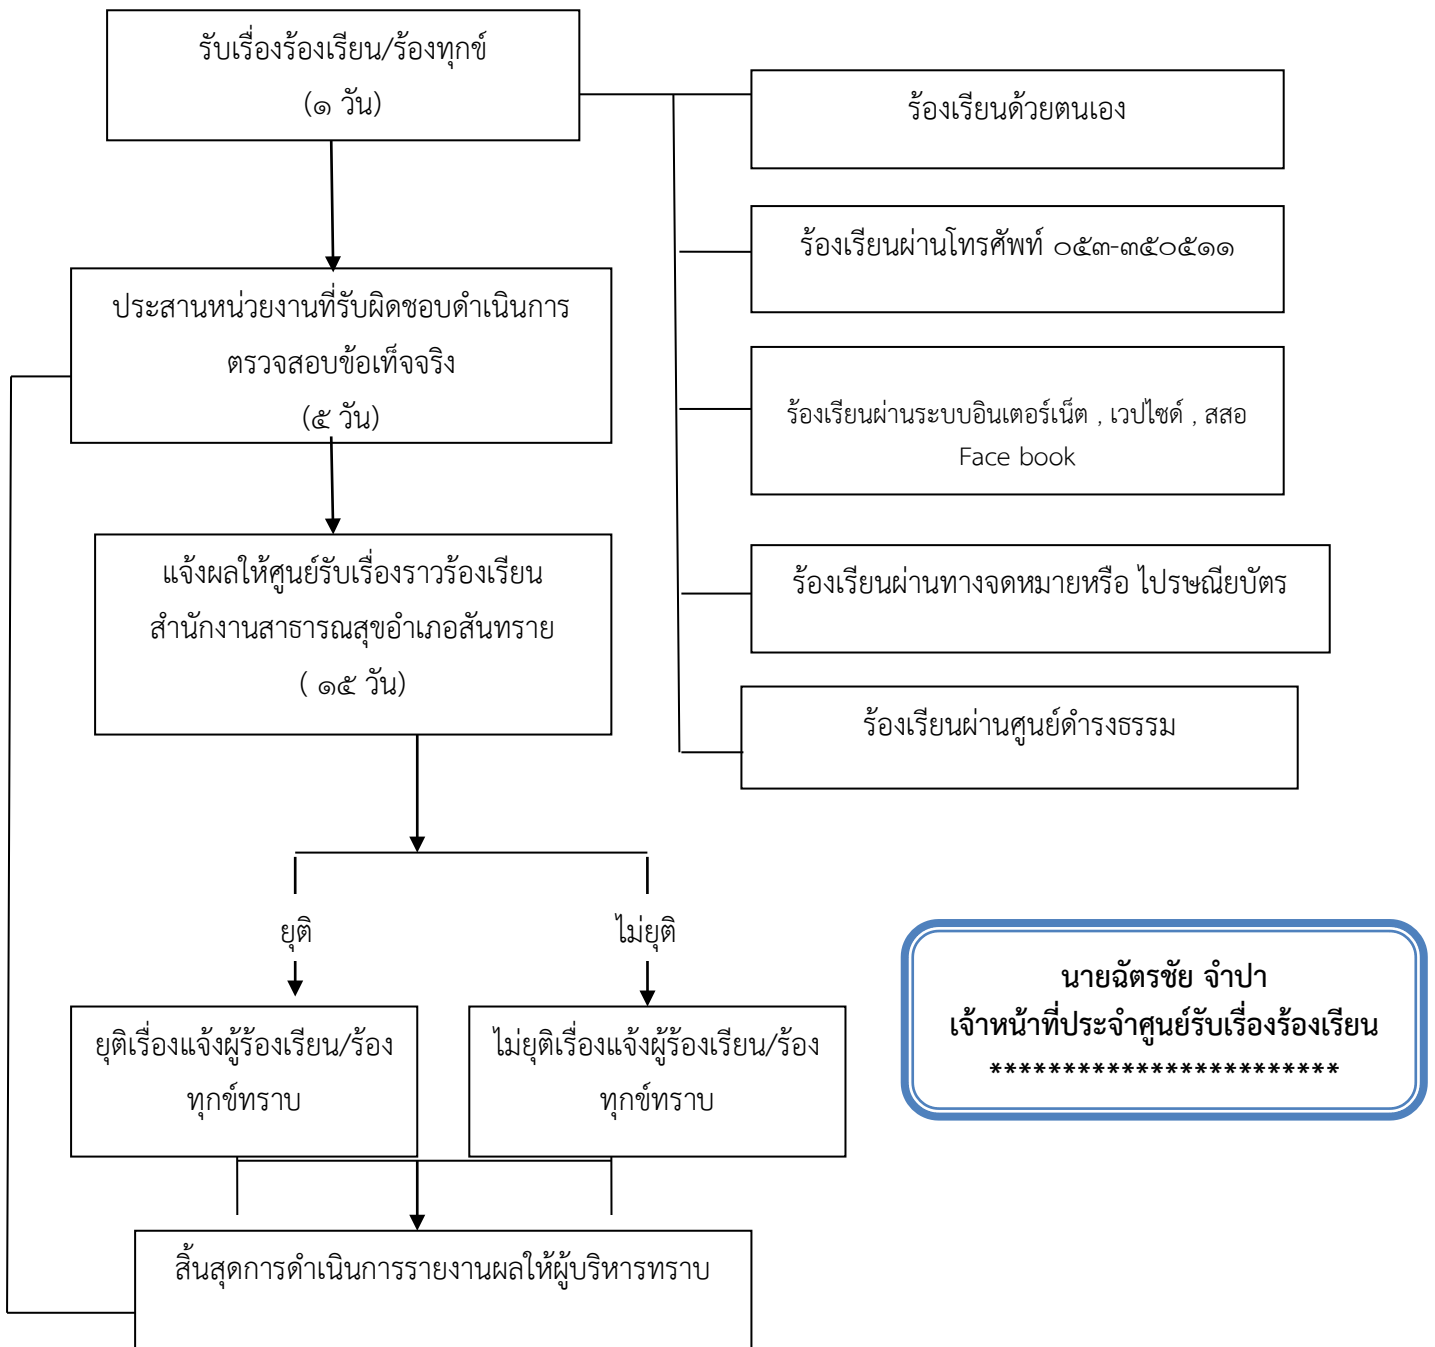 รับเรื่องร้องเรียน/ร้องทุกข์
(๑ วัน)
ร้องเรียนด้วยตนเอง
ร้องเรียนผ่านโทรศัพท์ ๐๕๓-๓๕๐๕๑๑
ประสานหน่วยงานที่รับผิดชอบดำเนินการ
ตรวจสอบข้อเท็จจริง
(๕ วัน)
ร้องเรียนผ่านระบบอินเตอร์เน็ต , เวปไซด์ , สสอ
Face book
แจ้งผลให้ศูนย์รับเรื่องราวร้องเรียน
สำนักงานสาธารณสุขอำเภอสันทราย
( ๑๕ วัน)
ร้องเรียนผ่านทางจดหมายหรือ ไปรษณียบัตร
ร้องเรียนผ่านศูนย์ดำรงธรรม
ยุติ
ไม่ยุติ
ยุติเรื่องแจ้งผู้ร้องเรียน/ร้อง
ทุกข์ทราบ
ไม่ยุติเรื่องแจ้งผู้ร้องเรียน/ร้อง
ทุกข์ทราบ
นายฉัตรชัย จำปา
เจ้าหน้าที่ประจำศูนย์รับเรื่องร้องเรียน
************************
สิ้นสุดการดำเนินการรายงานผลให้ผู้บริหารทราบ